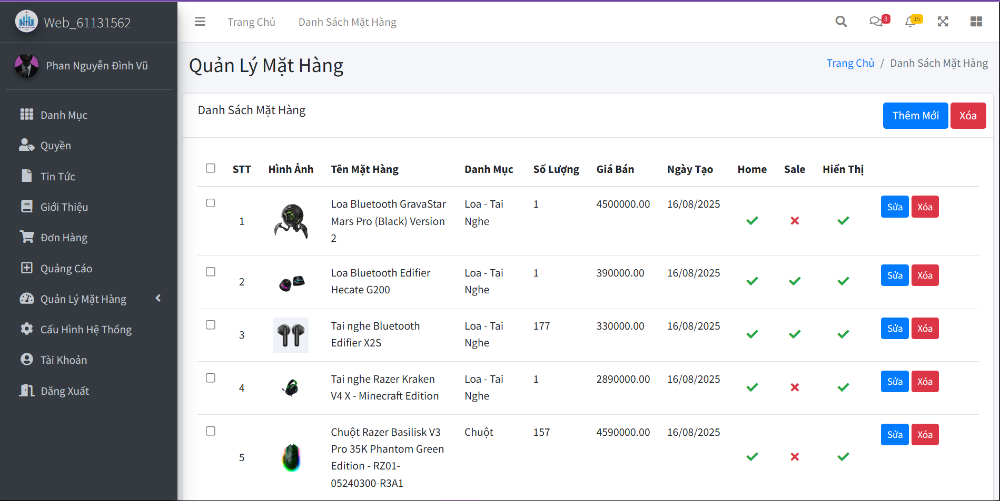 NTU
Web_61131562
Trang Chủ
Danh Sách Mặt Hàng
3
15
Phan Nguyễn Đình Vũ
Danh Mục
Quyền
Tin Tức
Giới Thiệu
Đơn Hàng
Quảng Cáo
Quản Lý Mặt Hàng
Cấu Hình Hệ Thống
Tài Khoản
Đăng Xuất
Quản Lý Mặt Hàng
Trang Chủ / Danh Sách Mặt Hàng
Danh Sách Mặt Hàng
Thêm Mới Xóa
STT Hình Ảnh Tên Mặt Hàng Danh Mục Số Lượng Giá Bán Ngày Tạo Home Sale Hiển Thị
1
Loa Bluetooth GravaStar
Mars Pro (Black) Version
2
Loa - Tai
Nghe
1
4500000.00
16/08/2025
Sửa Xóa
2
Loa Bluetooth Edifier
Hecate G200
Loa - Tai
Nghe
1
390000.00
16/08/2025
Sửa Xóa
3
Tai nghe Bluetooth
Edifier X2S
Loa - Tai
Nghe
177
330000.00
16/08/2025
Sửa Xóa
4
Tai nghe Razer Kraken
V4 X - Minecraft Edition
Loa - Tai
Nghe
1
2890000.00
16/08/2025
Sửa Xóa
5
Chuột Razer Basilisk V3
Pro 35K Phantom Green
Edition - RZ01-
05240300-R3A1
Chuột
157
4590000.00
16/08/2025
Sửa Xóa